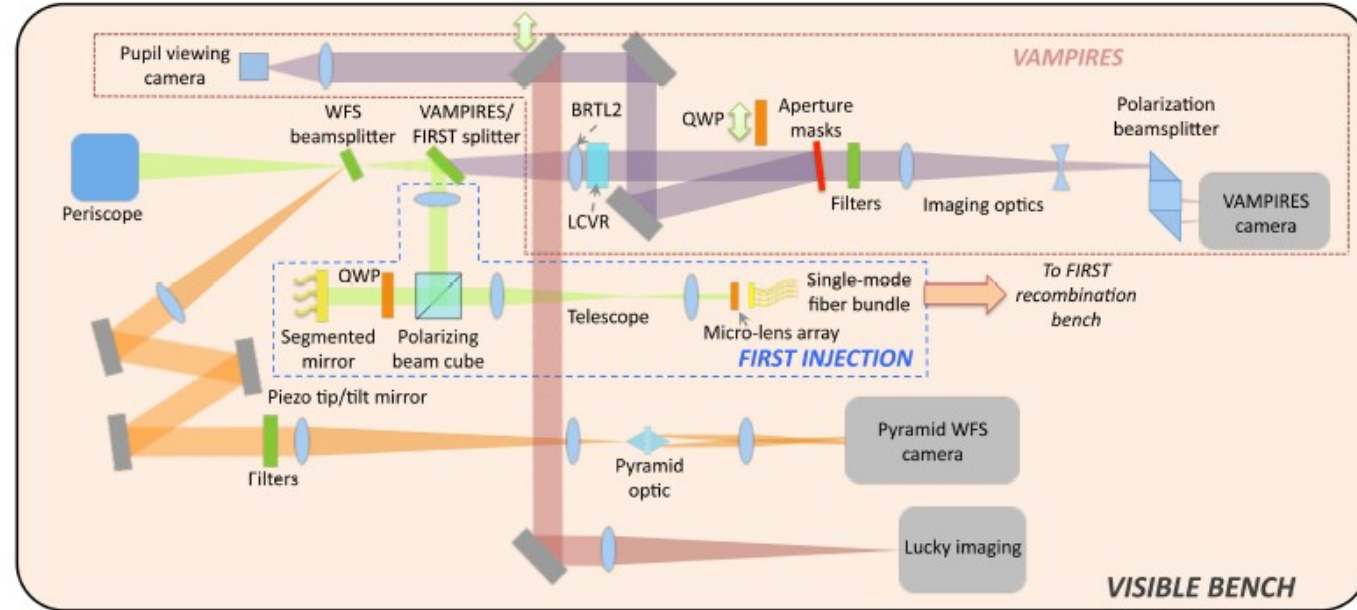 Pupil viewing
camera
VAMPIRES
WFS
beamsplitter
VAMPIRES/
FIRST splitter
BRTL2
QWP
Aperture
masks
Polarization
beamsplitter
Periscope
LCVR
Filters
Imaging optics
VAMPIRES
camera
QWP
Segmented
mirror
Polarizing
beam cube
Telescope
Single-mode
fiber bundle
Micro-lens array
FIRST INJECTION
To FIRST
recombination
bench
Piezo tip/tilt mirror
Filters
Pyramid
optic
Pyramid WFS
camera
Lucky imaging
VISIBLE BENCH